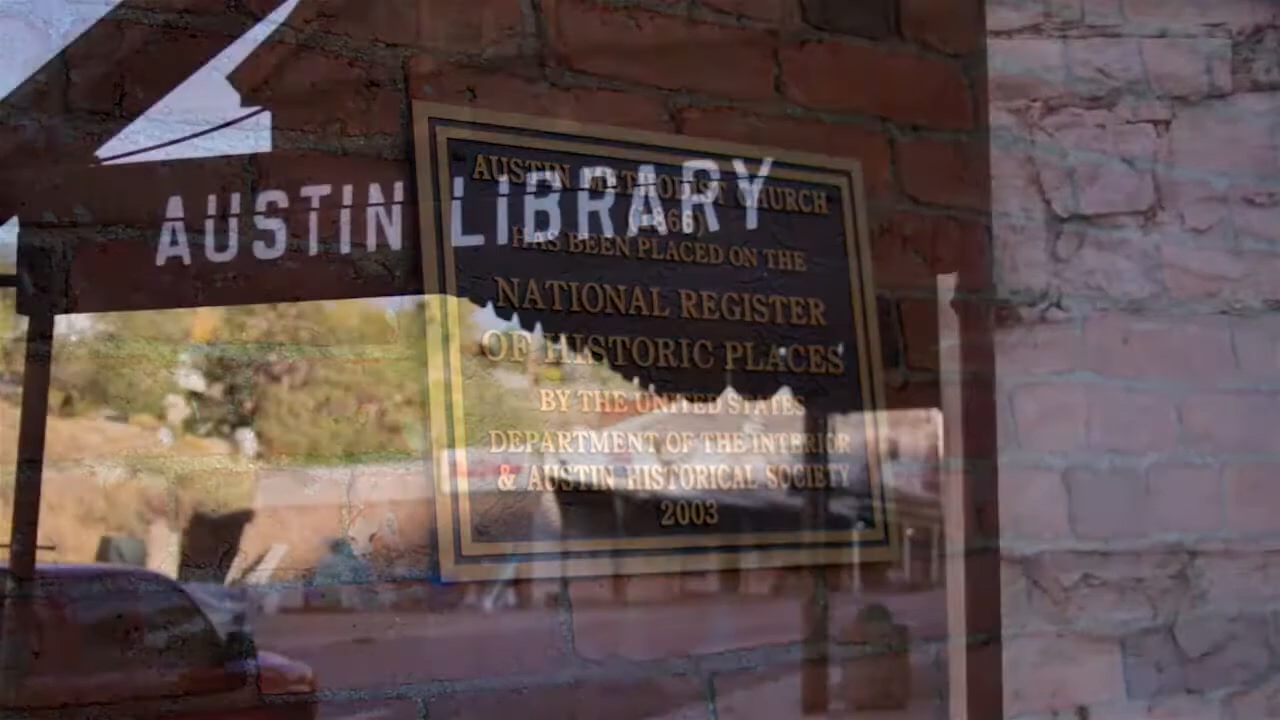 AUSTIN LIBRARY
AUSTIN METHODIST CHURCH
(1866)
HAS BEEN PLACED ON THE
NATIONAL REGISTER
OF HISTORIC PLACES
BY THE UNITED STATES
DEPARTMENT OF THE INTERIOR
& AUSTIN HISTORICAL SOCIETY
2003